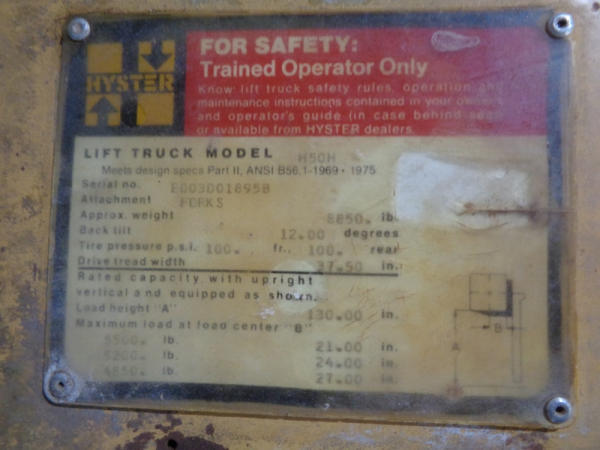 HYSTER
FOR SAFETY:
Trained Operator Only
Know lift truck safety rules, operation and
maintenance instructions contained in your owner's
and operator's guide (in case behind seat)
or available from HYSTER dealers.
LIFT TRUCK MODEL H50H
Meets design specs Part II, ANSI B56.1-1969 • 1975
Serial no. E003D01895B
Attachment FORKS
Approx. weight 8850. lb.
Back tilt 12.00 degrees
Tire pressure p.s.i. 100. fr. 100. rear
Drive tread width 37.50 in.
Rated capacity with upright
vertical and equipped as shown.
Load height "A" 130.00 in.
Maximum load at load center "B"
5500. lb. 21.00 in.
5200. lb. 24.00 in.
4850. lb. 27.00 in.
A
B